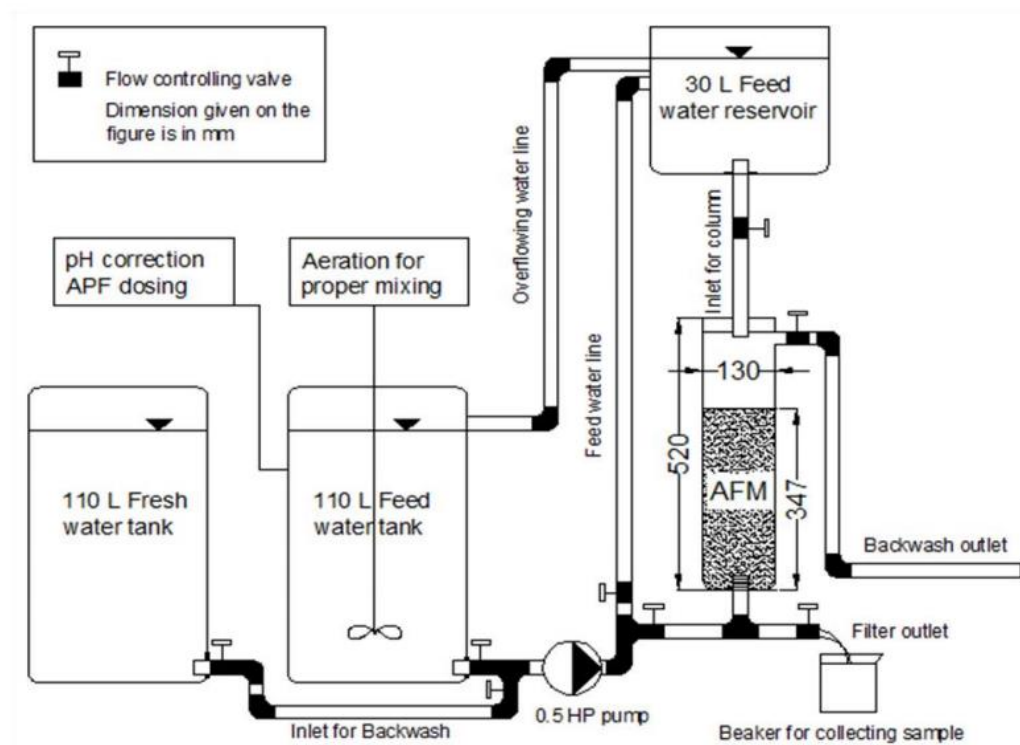 Flow controlling valve
Dimension given on the
figure is in mm
30 L Feed
water reservoir
Overflowing water line
Inlet for column
pH correction
APF dosing
Aeration for
proper mixing
Feed water line
130
520
AFM
347
110 L Fresh
water tank
110 L Feed
water tank
Backwash outlet
Filter outlet
Inlet for Backwash
0.5 HP pump
Beaker for collecting sample